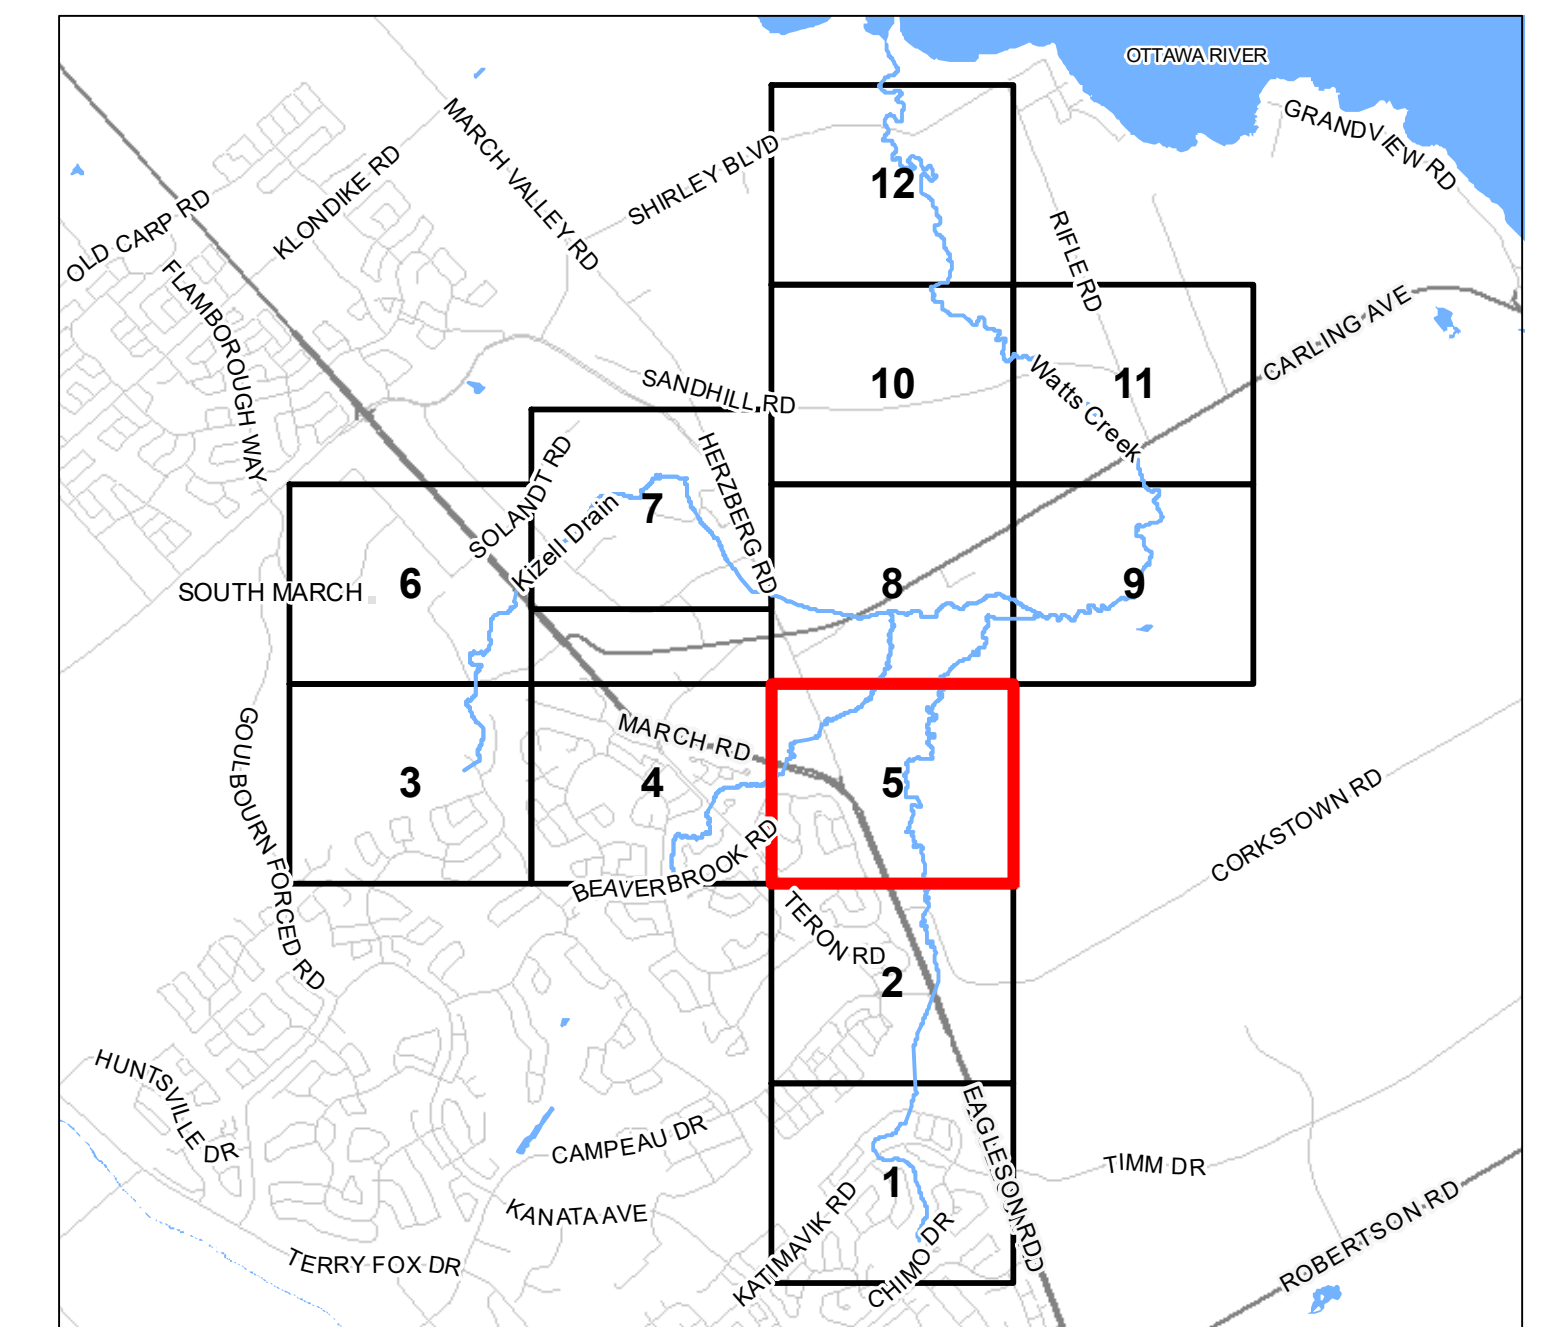 OTTAWA RIVER
GRANDVIEW RD
MARCH VALLEY RD
SHIRLEY BLVD
KLONDIKE RD
OLD CARP RD
12
RIFLE RD
FLAMBOROUGH WAY
CARLING AVE
SANDHILL RD
10
11
Watts Creek
HERZBERG RD
SOLANDT RD
7
Kizell Drain
SOUTH MARCH
6
8
9
GOULBOURN FORCED RD
MARCH RD
3
4
5
BEAVERBROOK RD
CORKSTOWN RD
TERON RD
2
HUNTSVILLE DR
CAMPEAU DR
EAGLESON RD
TIMM DR
1
KANATA AVE
KATIMAVIK RD
CHIMO DR
ROBERTSON RD
TERRY FOX DR